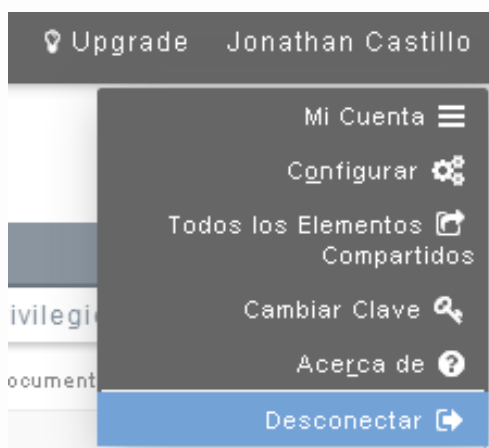 Upgrade Jonathan Castillo
Mi Cuenta
Configurar
Todos los Elementos
Compartidos
ivilegi
Cambiar Clave
Acerca de
ocument
Desconectar